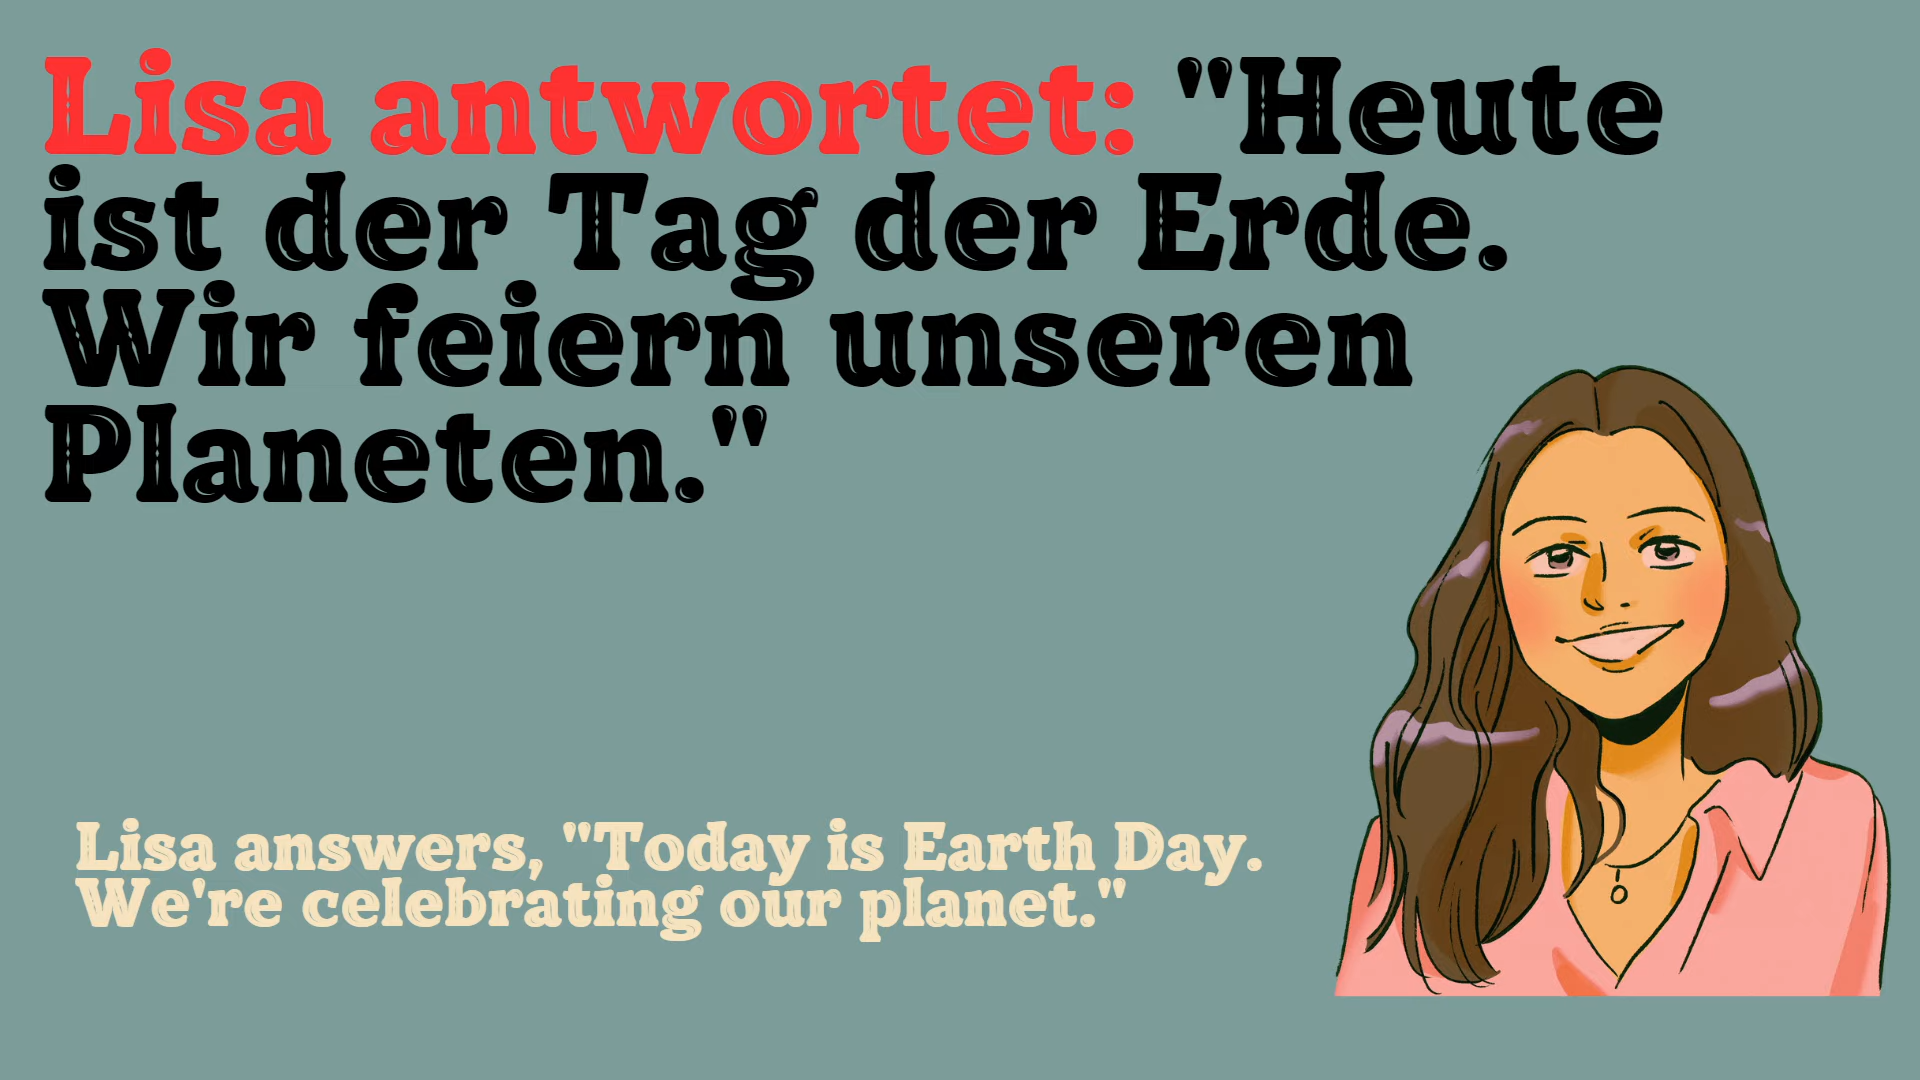 Lisa antwortet: "Heute
ist der Tag der Erde.
Wir feiern unseren
Planeten."
Lisa answers, "Today is Earth Day.
We're celebrating our planet."